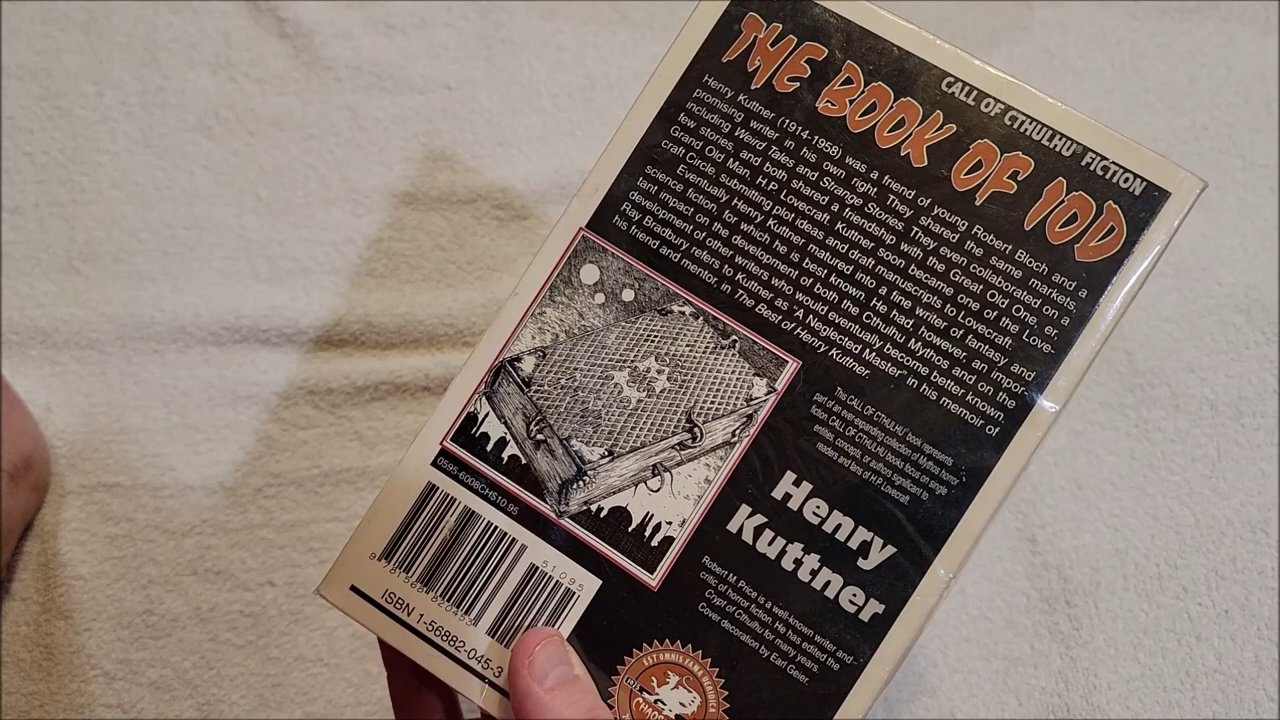 CALL OF CTHULHU® FICTION
THE BOOK OF IOD
Henry Kuttner (1914-1958) was a friend of young Robert Bloch and a
promising writer in his own right. They shared the same markets,
including Weird Tales and Strange Stories. They even collaborated on a
few stories, and both shared a friendship with the Great Old One, er,
Grand Old Man, H.P. Lovecraft. Kuttner soon became one of the Love-
craft Circle, submitting plot ideas and draft manuscripts to Lovecraft.
Eventually Henry Kuttner matured into a fine writer of fantasy and
science fiction, for which he is best known. He had, however, an impor-
tant impact on the development of both the Cthulhu Mythos and on the
development of other writers who would eventually become better known.
Ray Bradbury refers to Kuttner as "A Neglected Master" in his memoir of
his friend and mentor, in The Best of Henry Kuttner.
This CALL OF CTHULHU® book represents
part of an ever-expanding collection of Mythos horror
fiction. CALL OF CTHULHU books focus on single
entities, concepts, or authors significant to
readers and fans of H.P. Lovecraft.
Henry
Kuttner
Robert M. Price is a well-known writer and
critic of horror fiction. He has edited the
Crypt of Cthulhu for many years.
Cover decoration by Earl Geier.
0595-6008CH$10.95
51095
9 781568 820453
ISBN 1-56882-045-3
EST OMNIS FAMA VERIDICA
1975